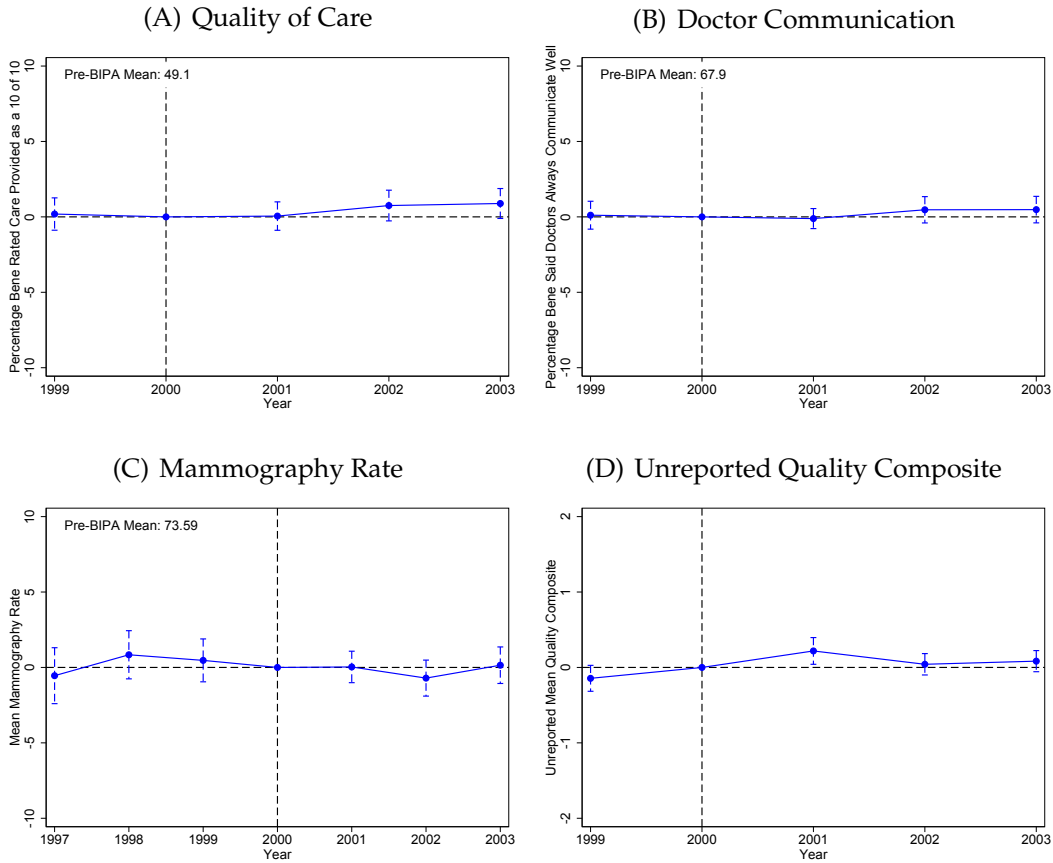 (A) Quality of Care
Percentage Bene Rated Care Provided as a 10 of 10
10
5
0
-5
-10
Pre-BIPA Mean: 49.1
1999 2000 2001 2002 2003
Year
(B) Doctor Communication
Percentage Bene Said Doctors Always Communicate Well
10
5
0
-5
-10
Pre-BIPA Mean: 67.9
1999 2000 2001 2002 2003
Year
(C) Mammography Rate
Mean Mammography Rate
10
5
0
-5
-10
Pre-BIPA Mean: 73.59
1997 1998 1999 2000 2001 2002 2003
Year
(D) Unreported Quality Composite
Unreported Mean Quality Composite
2
1
0
-1
-2
1999 2000 2001 2002 2003
Year